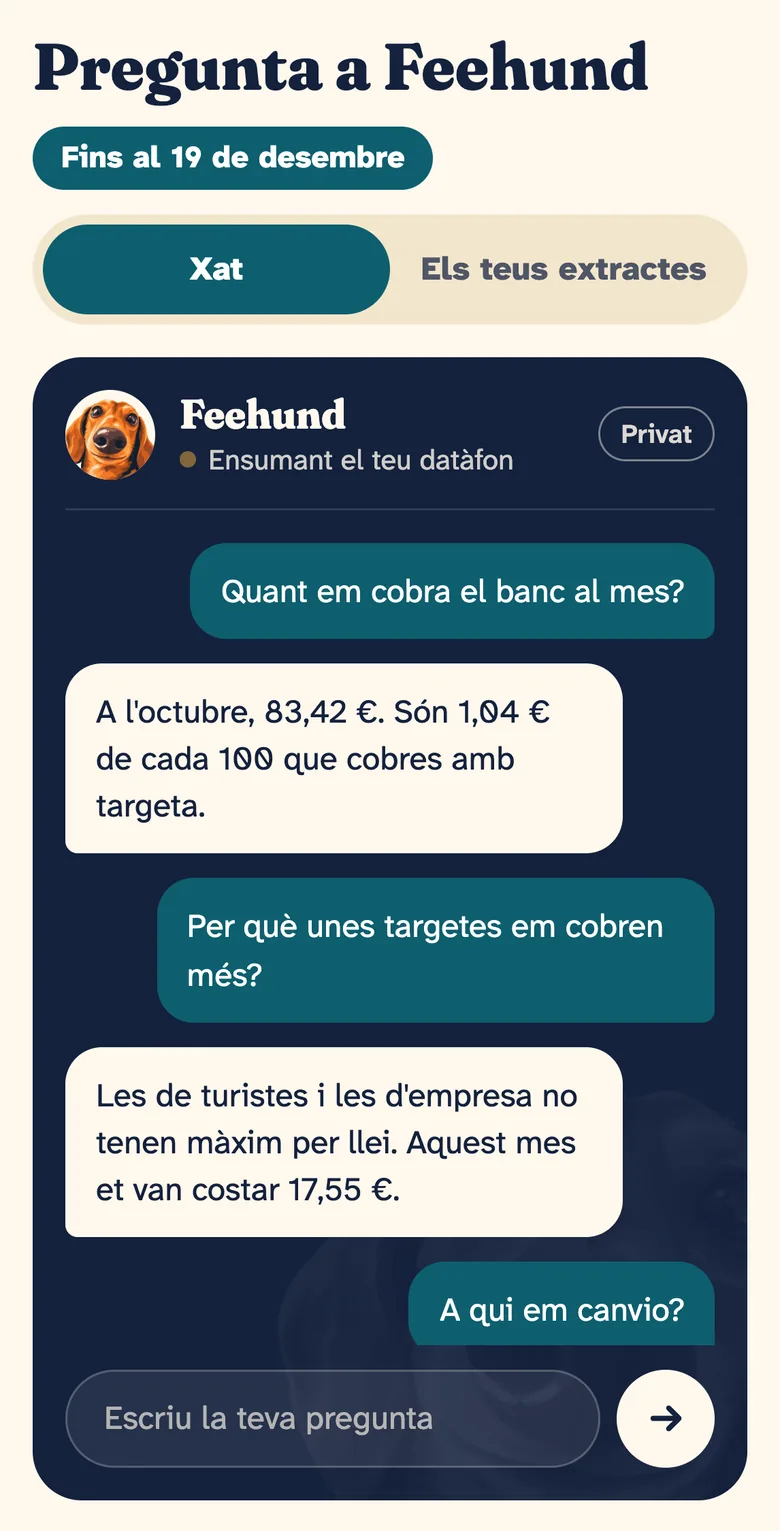 Pregunta a Feehund
Fins al 19 de desembre
Xat
Els teus extractes
Feehund
Ensumant el teu datàfon
Privat
Quant em cobra el banc al mes?
A l'octubre, 83,42 €. Són 1,04 €
de cada 100 que cobres amb
targeta.
Per què unes targetes em cobren
més?
Les de turistes i les d'empresa no
tenen màxim per llei. Aquest mes
et van costar 17,55 €.
A qui em canvio?
Escriu la teva pregunta